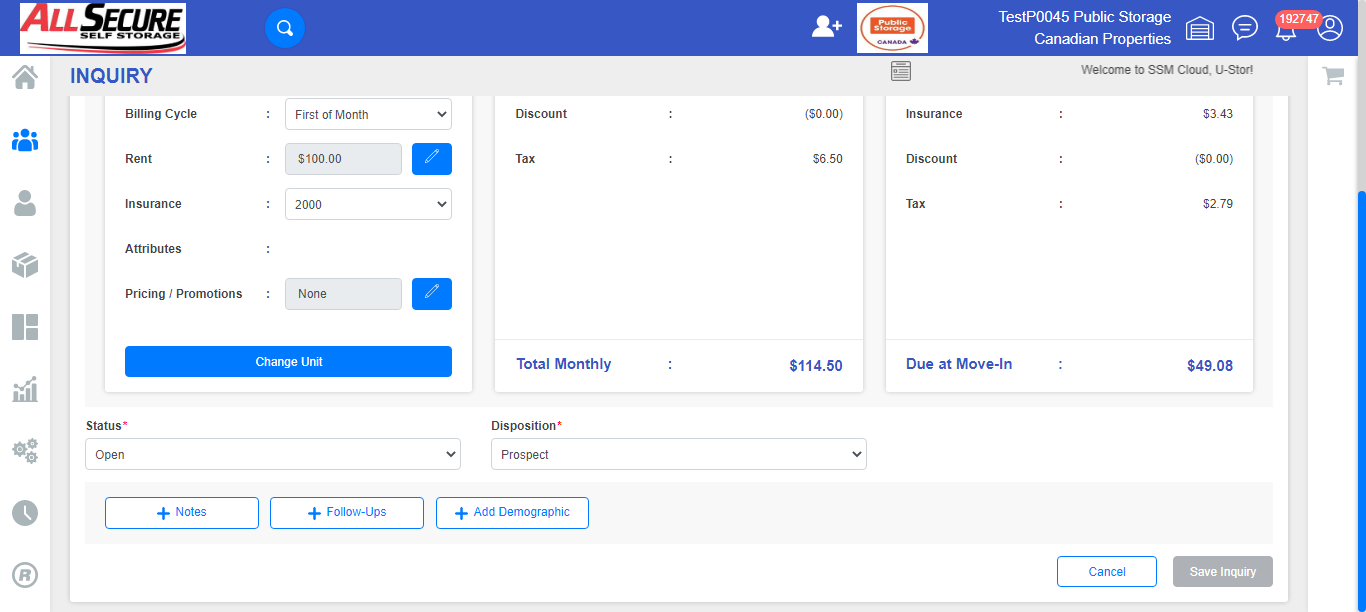 ALLSECURE
SELF STORAGE
Public
Storage
CANADA
TestP0045 Public Storage
Canadian Properties
192747
INQUIRY
Welcome to SSM Cloud, U-Stor!
Billing Cycle : First of Month
Rent : $100.00
Insurance : 2000
Attributes :
Pricing / Promotions : None
Change Unit
Discount : ($0.00)
Tax : $6.50
Total Monthly : $114.50
Insurance : $3.43
Discount : ($0.00)
Tax : $2.79
Due at Move-In : $49.08
Status*
Open
Disposition*
Prospect
Notes
Follow-Ups
Add Demographic
Cancel
Save Inquiry
R